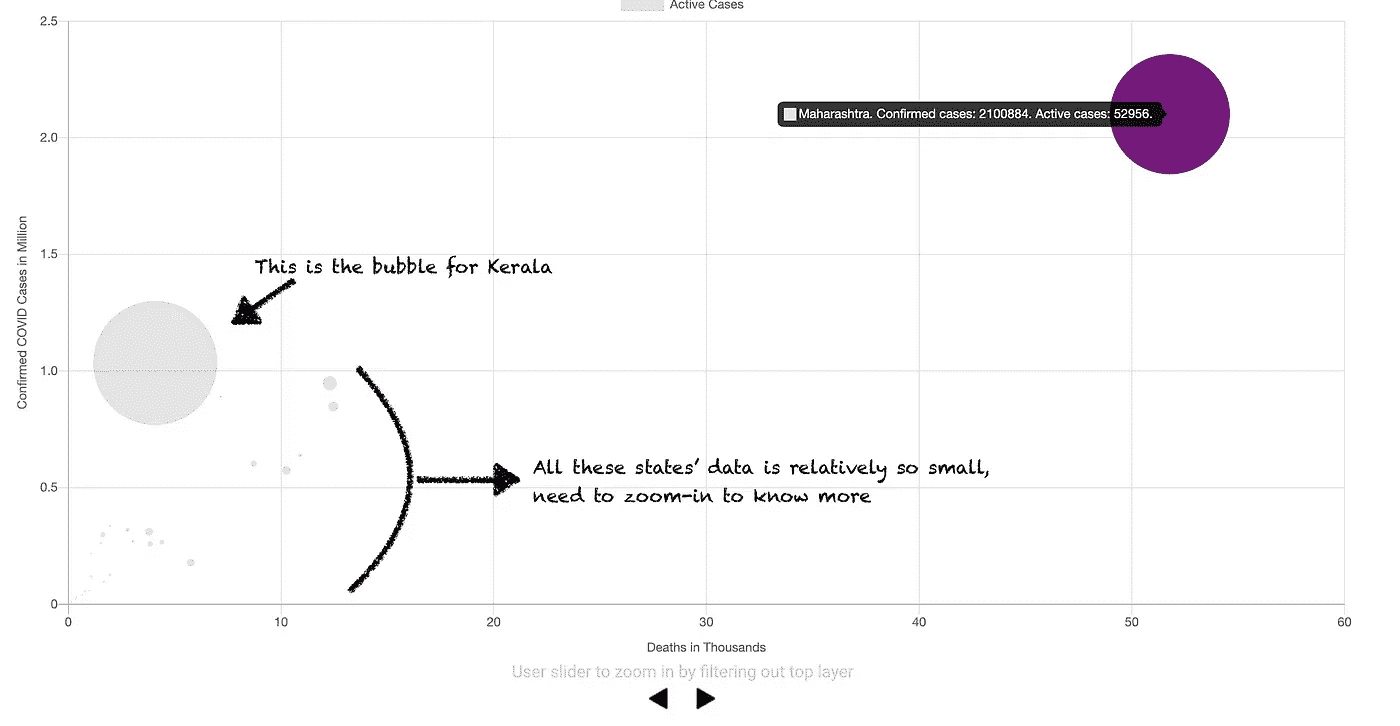 Active Cases
2.5
2.0
1.5
1.0
0.5
0
Confirmed COVID Cases in Million
Maharashtra. Confirmed cases: 2100884. Active cases: 52956.
This is the bubble for Kerala
All these states' data is relatively so small,
need to zoom-in to know more
0 10 20 30 40 50 60
Deaths in Thousands
User slider to zoom in by filtering out top layer